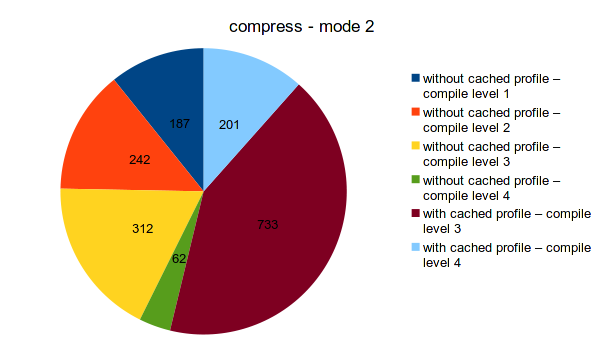 compress - mode 2
187
201
242
312
733
62
without cached profile –
compile level 1
without cached profile –
compile level 2
without cached profile –
compile level 3
without cached profile –
compile level 4
with cached profile – compile
level 3
with cached profile – compile
level 4